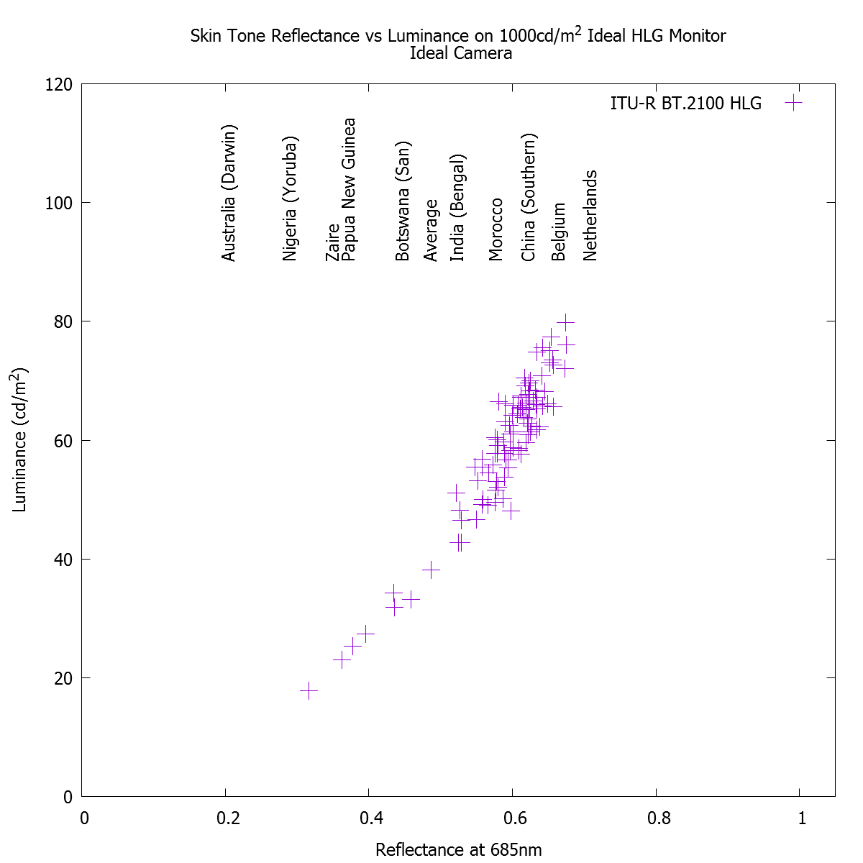 Skin Tone Reflectance vs Luminance on 1000cd/m² Ideal HLG Monitor
Ideal Camera
ITU-R BT.2100 HLG
Australia (Darwin)
Nigeria (Yoruba)
Zaire
Papua New Guinea
Botswana (San)
Average
India (Bengal)
Morocco
China (Southern)
Belgium
Netherlands
120
100
80
60
40
20
0
Luminance (cd/m²)
0 0.2 0.4 0.6 0.8 1
Reflectance at 685nm